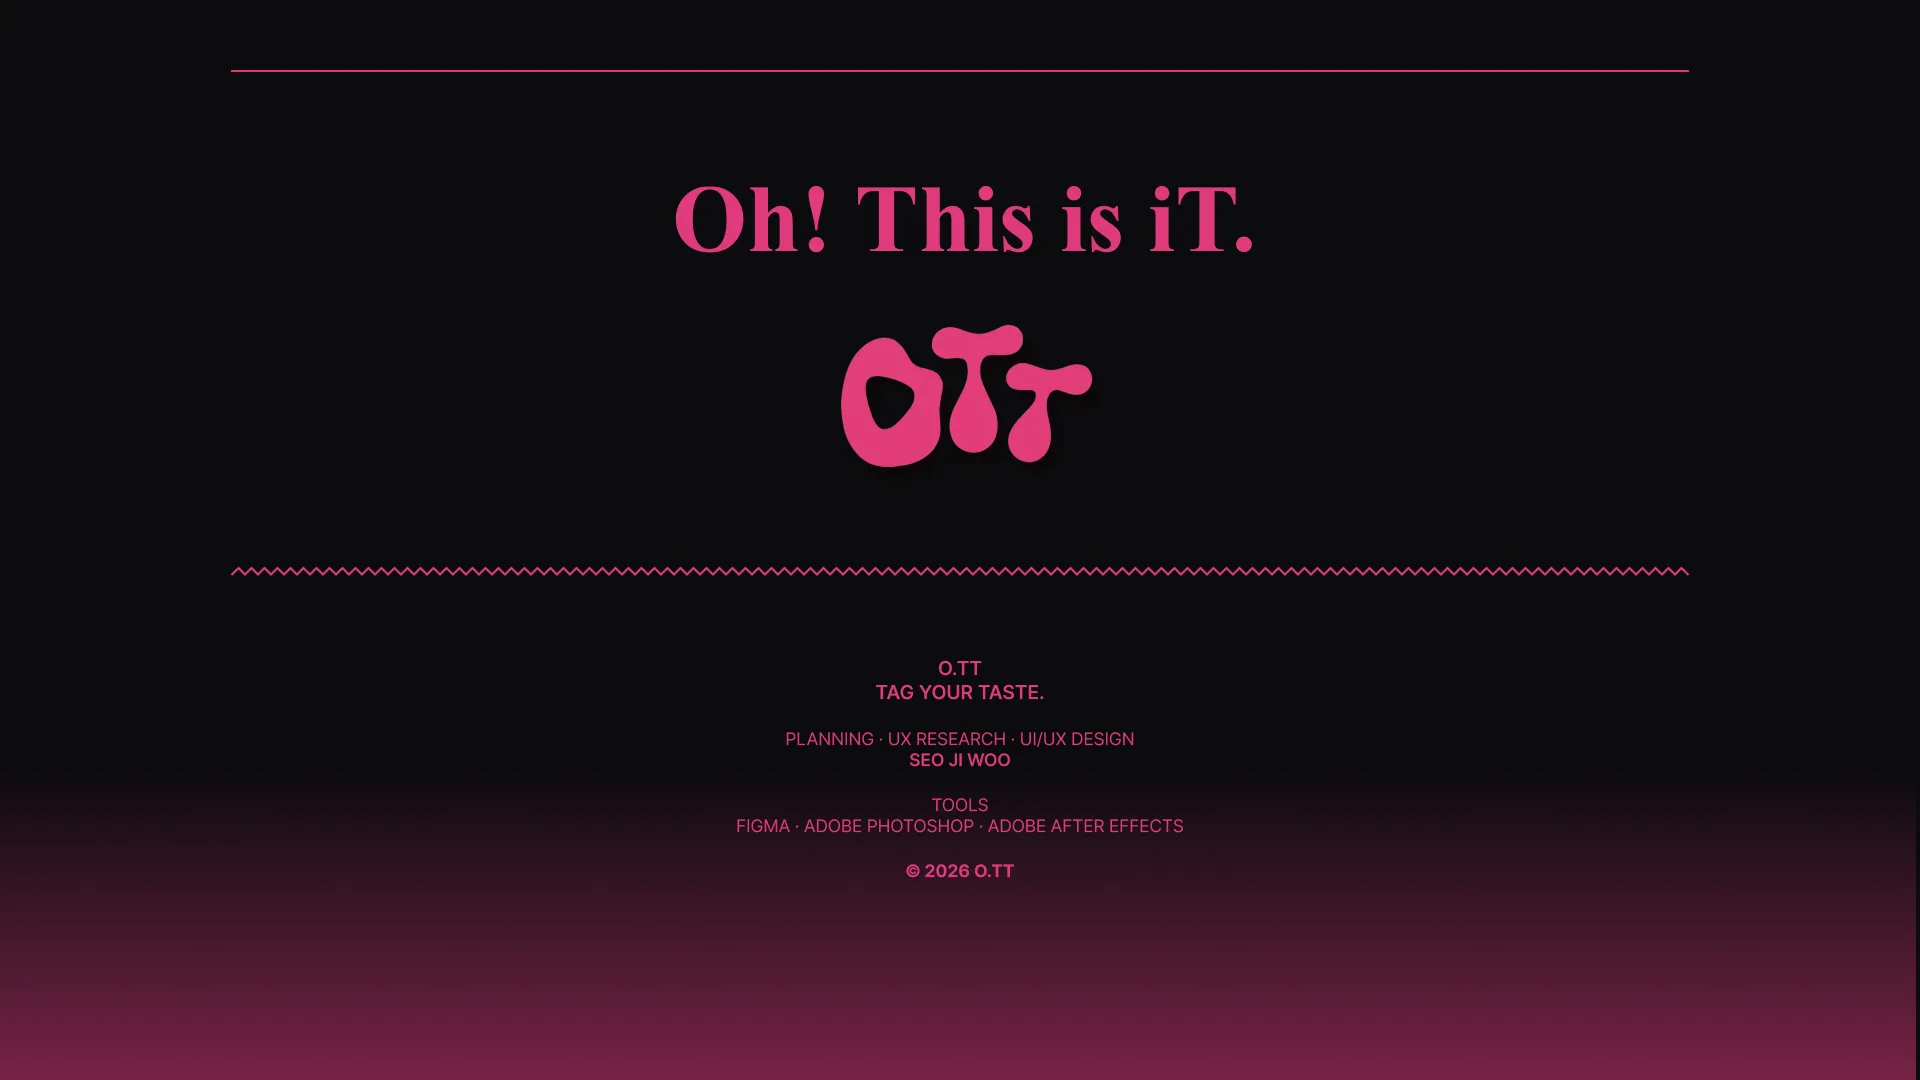 Oh! This is iT.
OTT
O.TT
TAG YOUR TASTE.
PLANNING · UX RESEARCH · UI/UX DESIGN
SEO JI WOO
TOOLS
FIGMA · ADOBE PHOTOSHOP · ADOBE AFTER EFFECTS
© 2026 O.TT